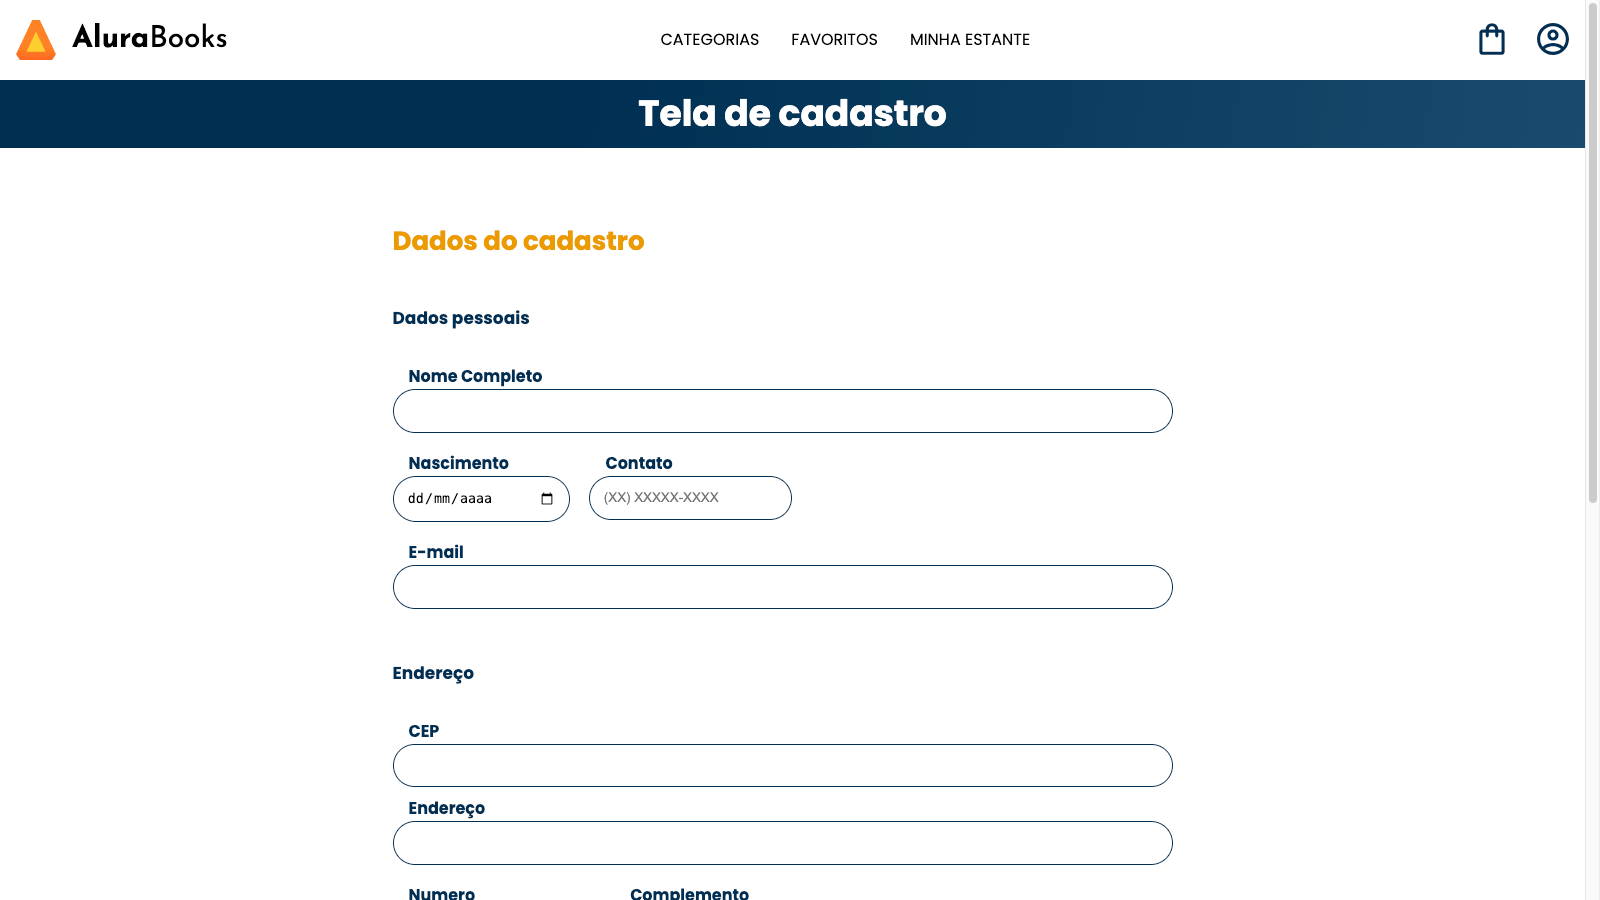 AluraBooks
CATEGORIAS FAVORITOS MINHA ESTANTE
Tela de cadastro
Dados do cadastro
Dados pessoais
Nome Completo
Nascimento Contato
dd/mm/aaaa (XX) XXXXX-XXXX
E-mail
Endereço
CEP
Endereço
Numero Complemento